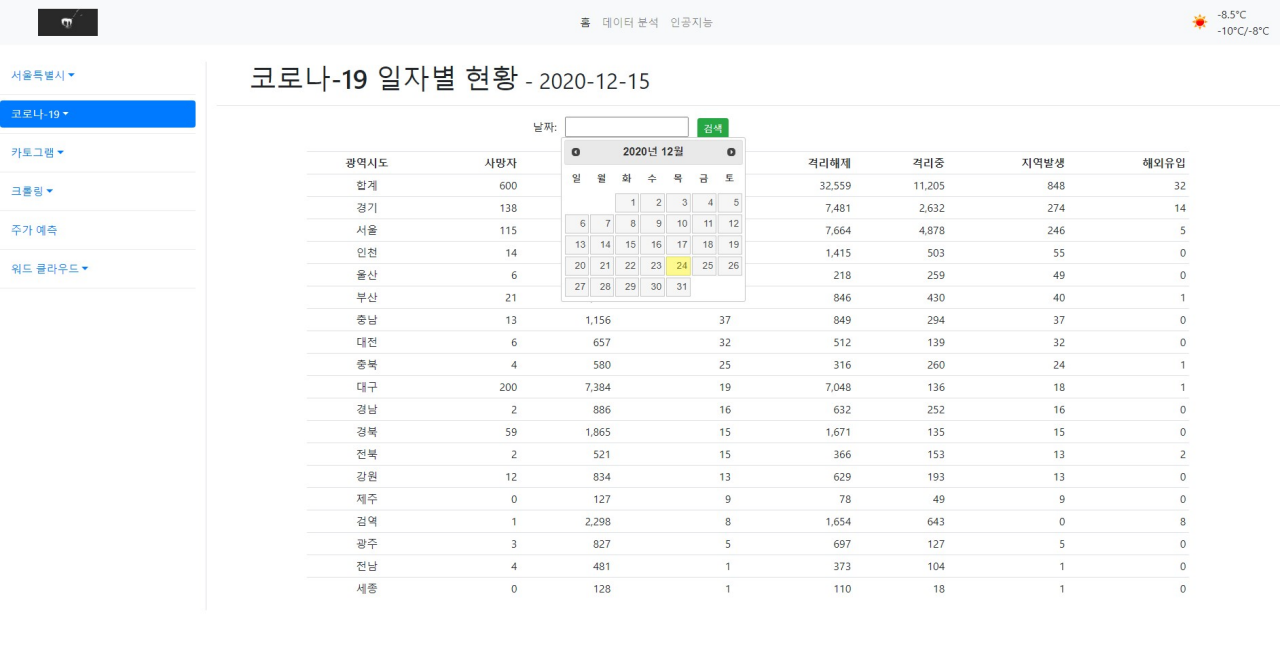 홈 데이터 분석 인공지능
-8.5°C
-10°C/-8°C
서울특별시
코로나-19
카토그램
크롤링
주가 예측
워드 클라우드
코로나-19 일자별 현황 - 2020-12-15
날짜: 검색
2020년 12월
일 월 화 수 목 금 토
1 2 3 4 5
6 7 8 9 10 11 12
13 14 15 16 17 18 19
20 21 22 23 24 25 26
27 28 29 30 31
광역시도 사망자 격리해제 격리중 지역발생 해외유입
합계 600 32,559 11,205 848 32
경기 138 7,481 2,632 274 14
서울 115 7,664 4,878 246 5
인천 14 1,415 503 55 0
울산 6 218 259 49 0
부산 21 846 430 40 1
충남 13 1,156 37 849 294 37 0
대전 6 657 32 512 139 32 0
충북 4 580 25 316 260 24 1
대구 200 7,384 19 7,048 136 18 1
경남 2 886 16 632 252 16 0
경북 59 1,865 15 1,671 135 15 0
전북 2 521 15 366 153 13 2
강원 12 834 13 629 193 13 0
제주 0 127 9 78 49 9 0
검역 1 2,298 8 1,654 643 0 8
광주 3 827 5 697 127 5 0
전남 4 481 1 373 104 1 0
세종 0 128 1 110 18 1 0